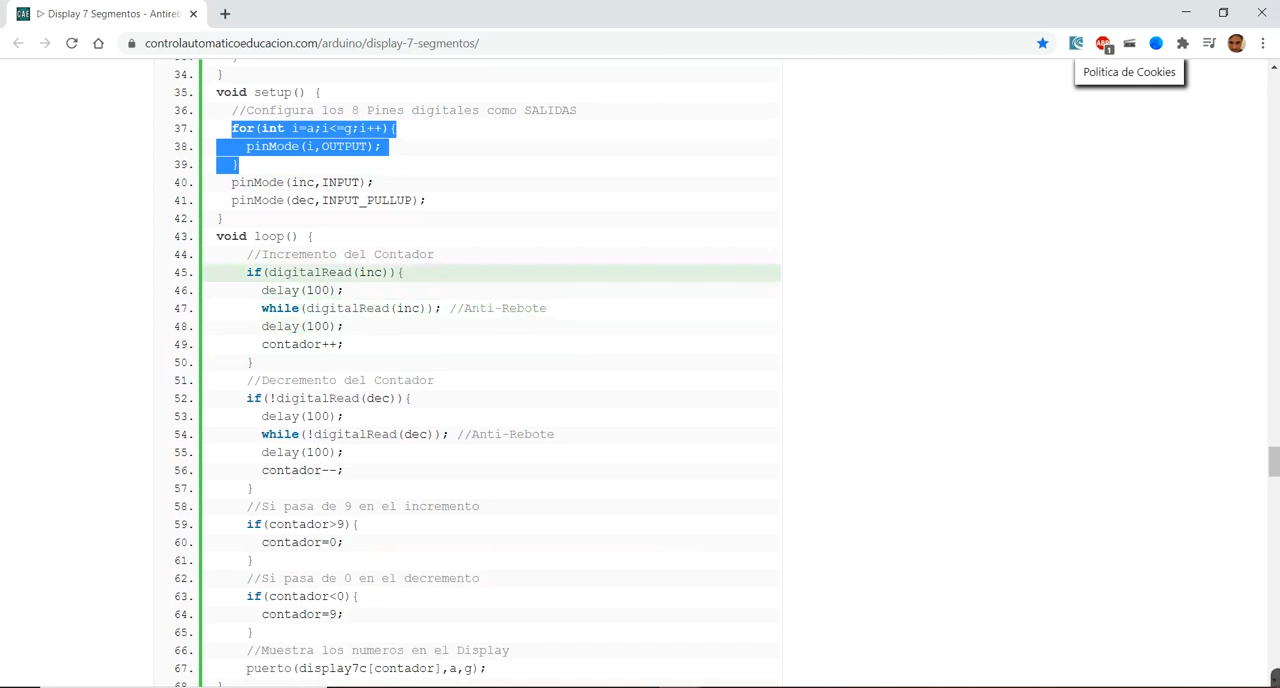 CAE ▷ Display 7 Segmentos - Antireb
controlautomaticoeducacion.com/arduino/display-7-segmentos/
ABP 1
Politica de Cookies
34. }
35. void setup() {
36. //Configura los 8 Pines digitales como SALIDAS
37. for(int i=a;i<=g;i++){
38. pinMode(i,OUTPUT);
39. }
40. pinMode(inc,INPUT);
41. pinMode(dec,INPUT_PULLUP);
42. }
43. void loop() {
44. //Incremento del Contador
45. if(digitalRead(inc)){
46. delay(100);
47. while(digitalRead(inc)); //Anti-Rebote
48. delay(100);
49. contador++;
50. }
51. //Decremento del Contador
52. if(!digitalRead(dec)){
53. delay(100);
54. while(!digitalRead(dec)); //Anti-Rebote
55. delay(100);
56. contador--;
57. }
58. //Si pasa de 9 en el incremento
59. if(contador>9){
60. contador=0;
61. }
62. //Si pasa de 0 en el decremento
63. if(contador<0){
64. contador=9;
65. }
66. //Muestra los numeros en el Display
67. puerto(display7c[contador],a,g);